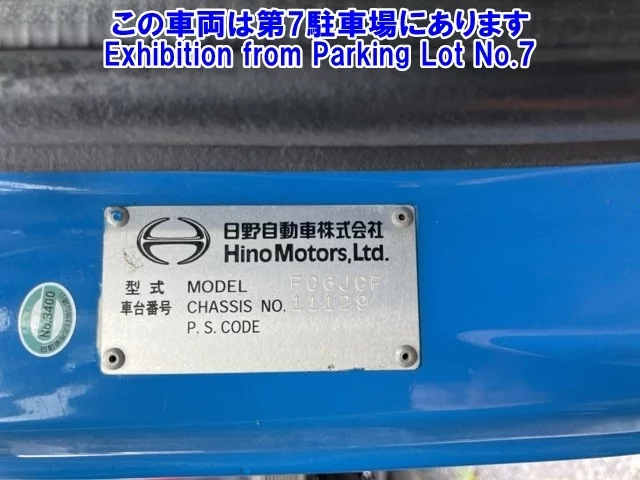 この車両は第7駐車場にあります
Exhibition from Parking Lot No.7
日野自動車株式会社
Hino Motors, Ltd.
型式 MODEL FC6JCF
車台番号 CHASSIS NO. 11129
P.S.CODE
No.3400